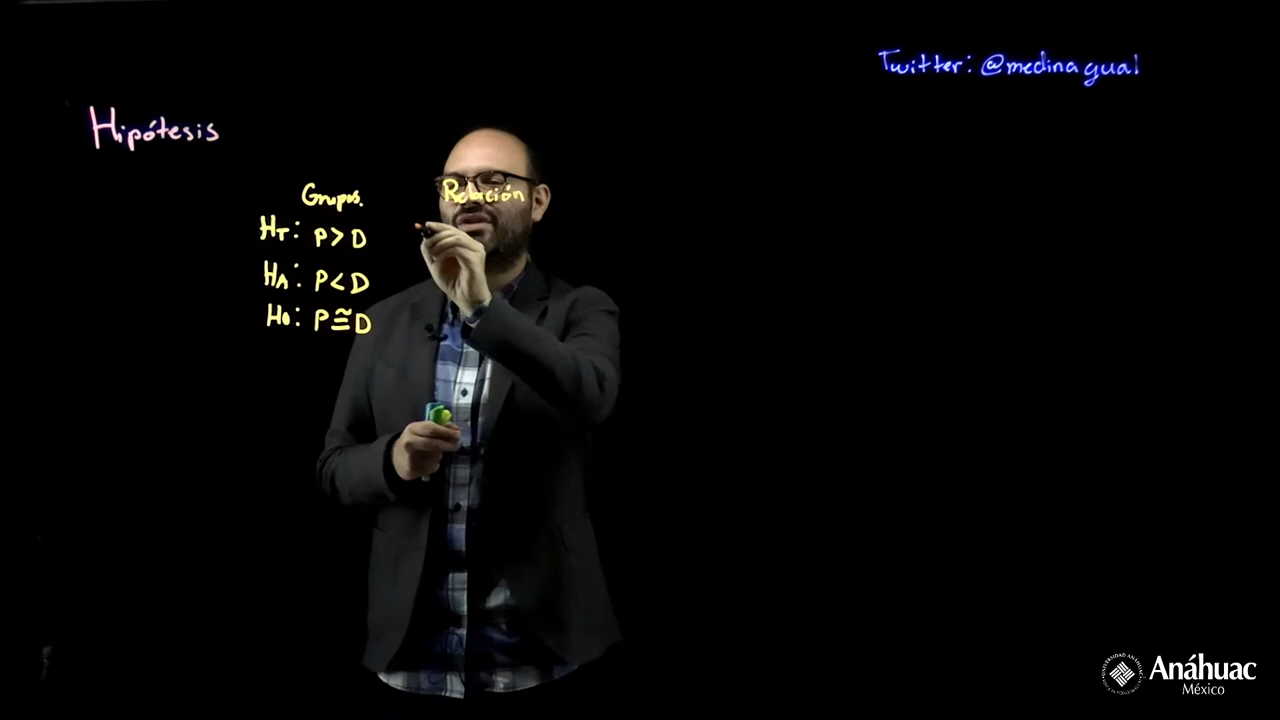 Twitter: @medinagual
Hipótesis
Grupos. Relación
HT: P > D
HA: P < D
H0: P ≅ D
Anáhuac
México